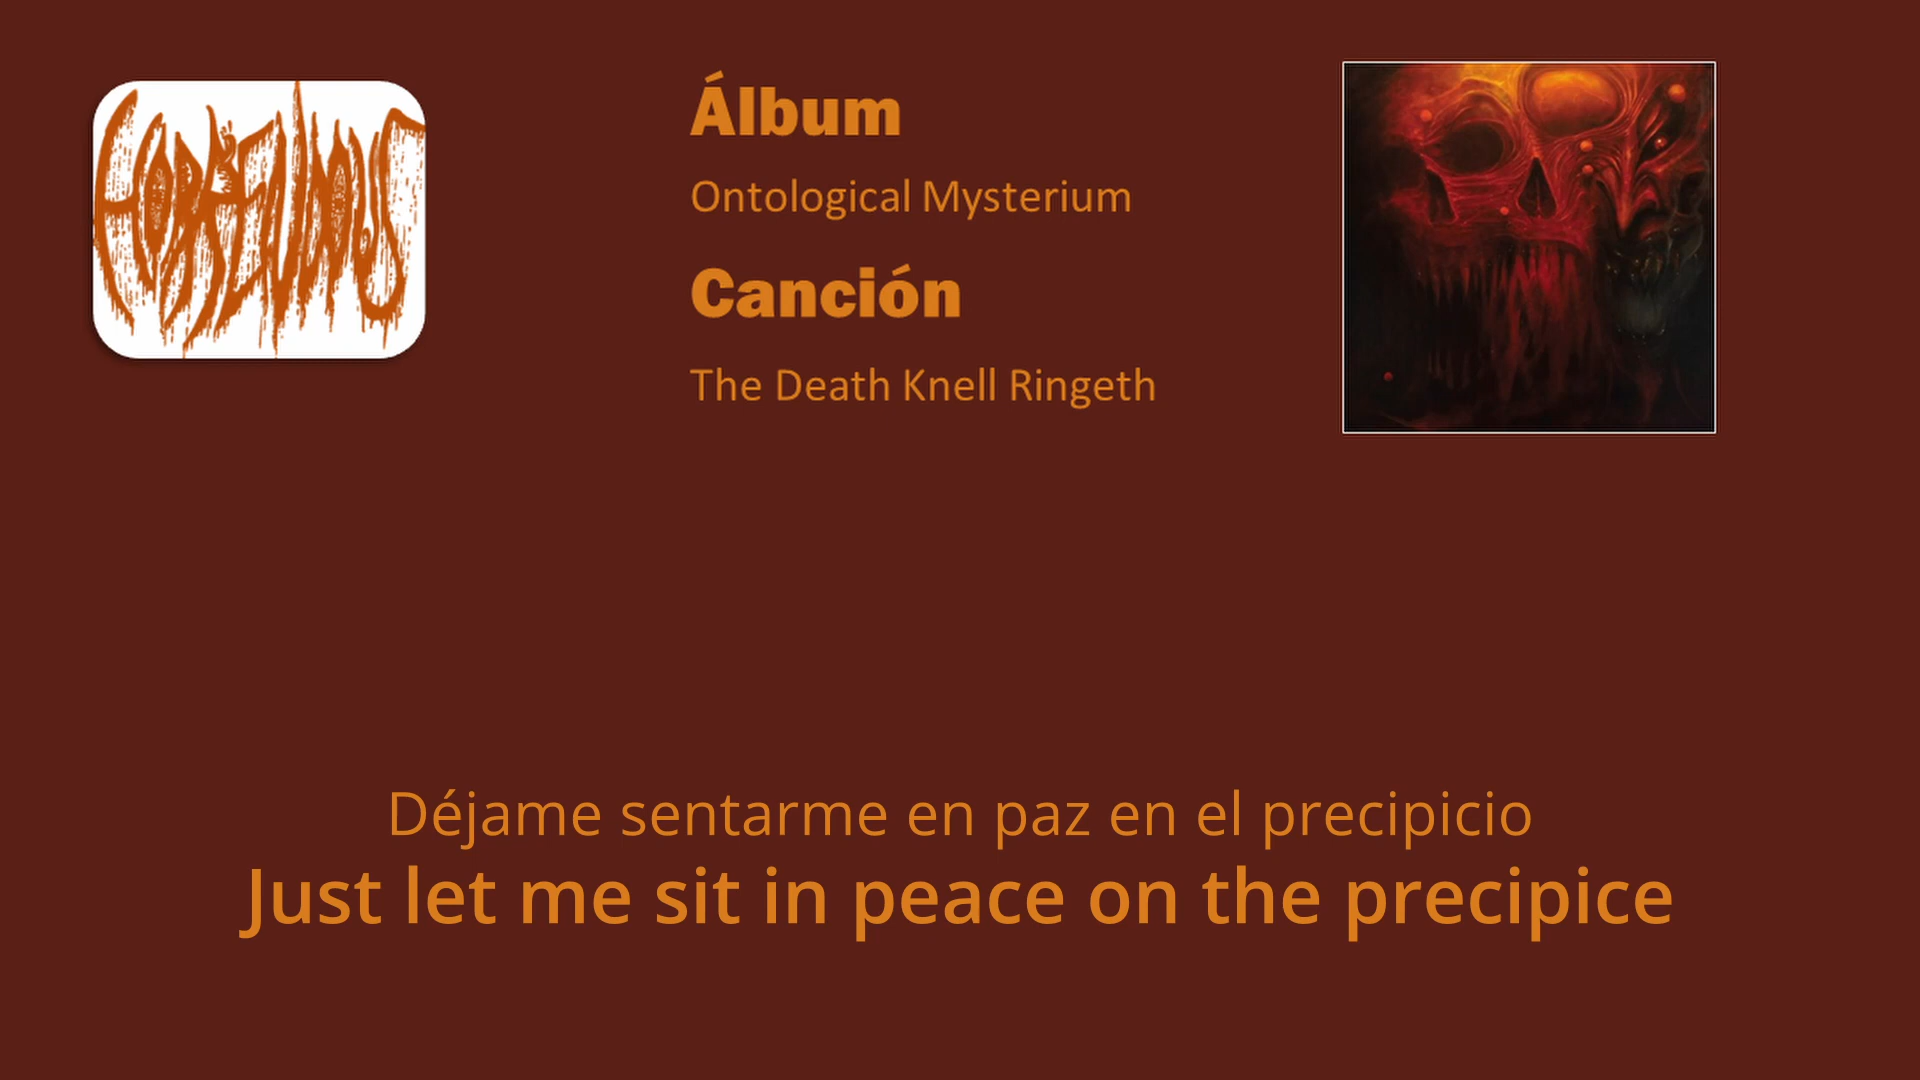 HORRENDOUS
Álbum
Ontological Mysterium
Canción
The Death Knell Ringeth
Déjame sentarme en paz en el precipicio
Just let me sit in peace on the precipice